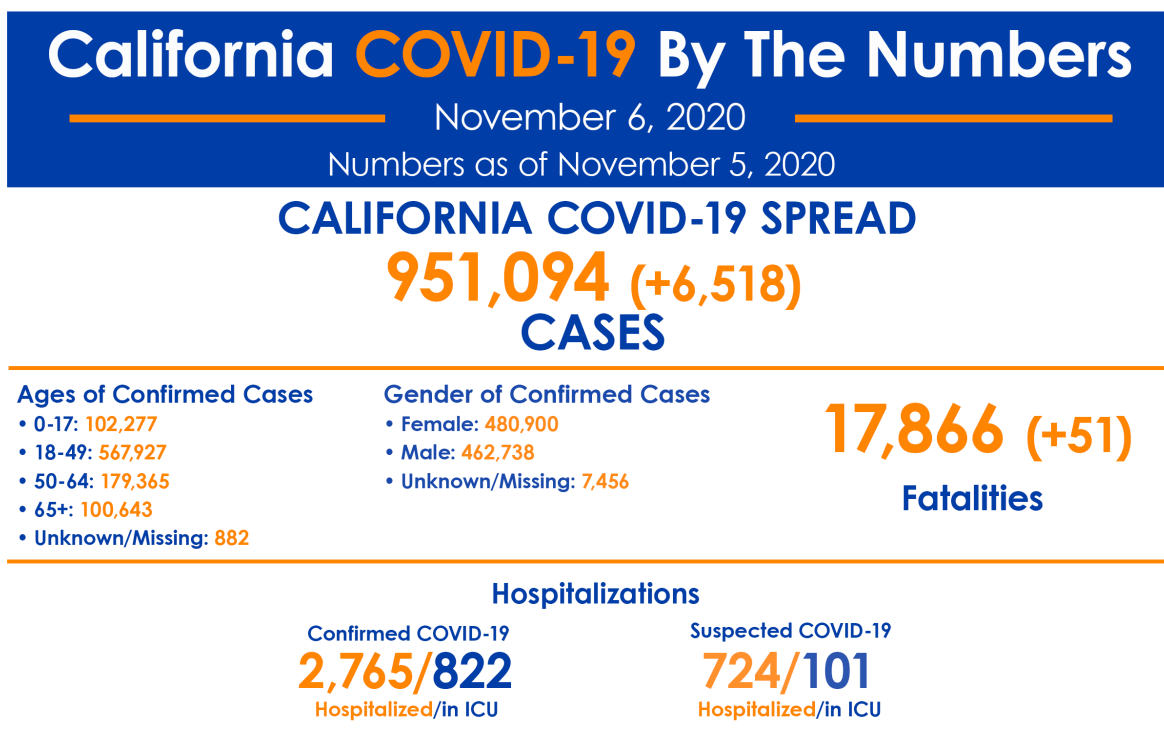 California COVID-19 By The Numbers
November 6, 2020
Numbers as of November 5, 2020
CALIFORNIA COVID-19 SPREAD
951,094 (+6,518)
CASES
Ages of Confirmed Cases
• 0-17: 102,277
• 18-49: 567,927
• 50-64: 179,365
• 65+: 100,643
• Unknown/Missing: 882
Gender of Confirmed Cases
• Female: 480,900
• Male: 462,738
• Unknown/Missing: 7,456
17,866 (+51)
Fatalities
Hospitalizations
Confirmed COVID-19
2,765/822
Hospitalized/in ICU
Suspected COVID-19
724/101
Hospitalized/in ICU